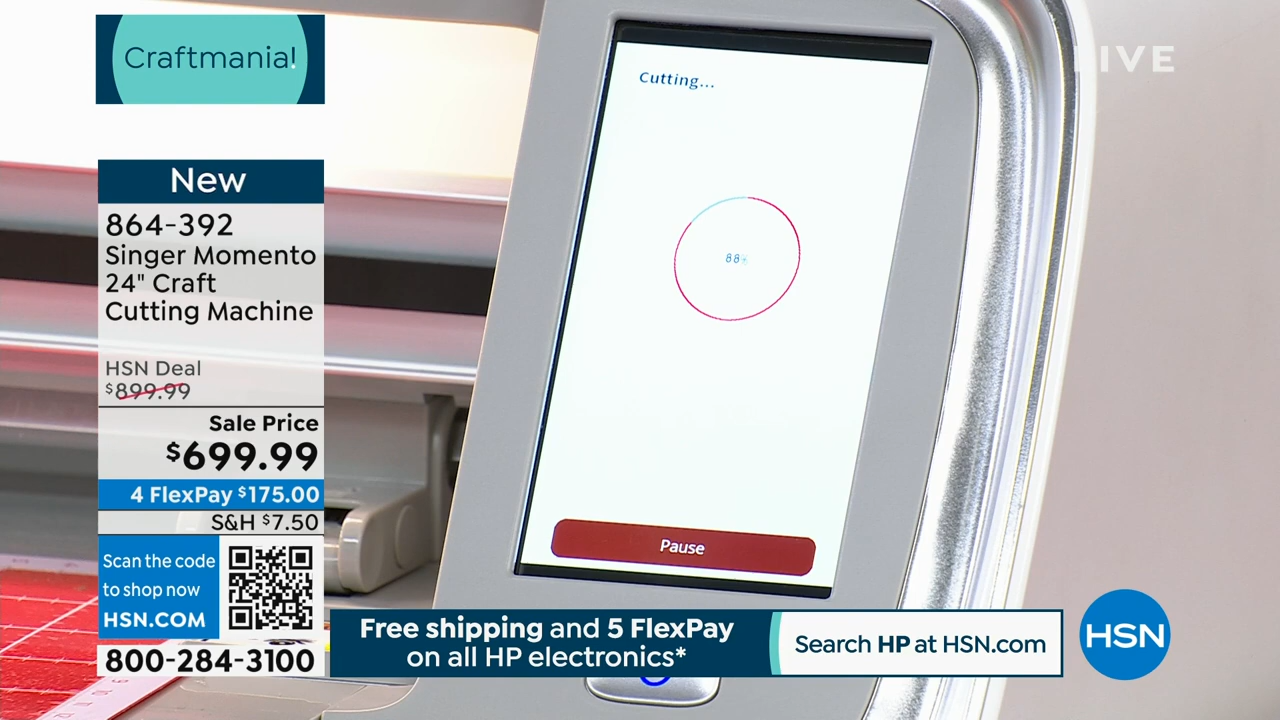 Craftmania!
LIVE
New
864-392
Singer Momento
24" Craft
Cutting Machine
HSN Deal
$899.99
Sale Price
$699.99
4 FlexPay $175.00
S&H $7.50
Scan the code
to shop now
HSN.COM
800-284-3100
Cutting...
88%
Pause
Free shipping and 5 FlexPay
on all HP electronics*
Search HP at HSN.com
HSN